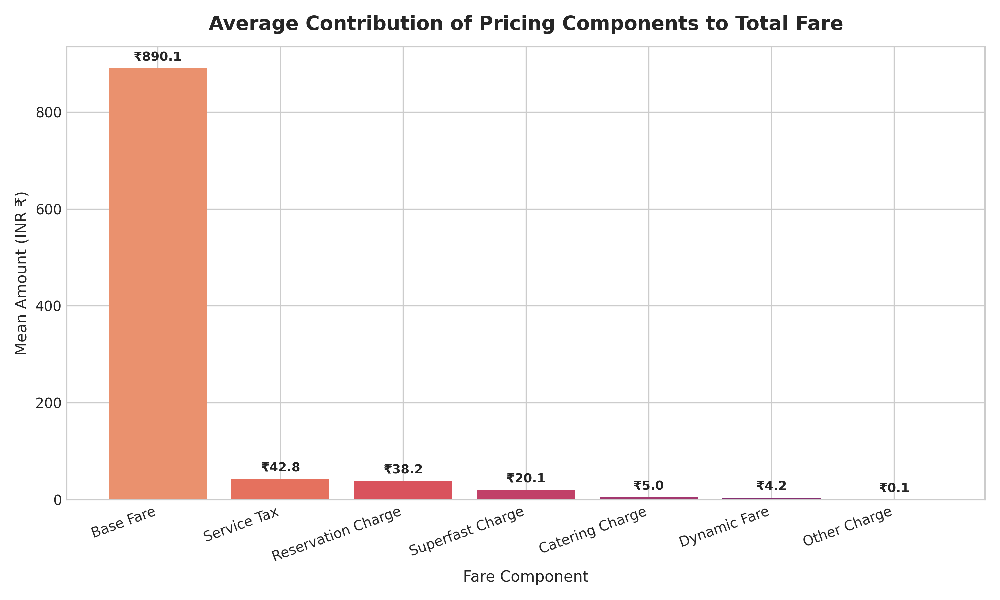 Average Contribution of Pricing Components to Total Fare
Mean Amount (INR ₹)
800
600
400
200
0
₹890.1
₹42.8
₹38.2
₹20.1
₹5.0
₹4.2
₹0.1
Base Fare
Service Tax
Reservation Charge
Superfast Charge
Catering Charge
Dynamic Fare
Other Charge
Fare Component